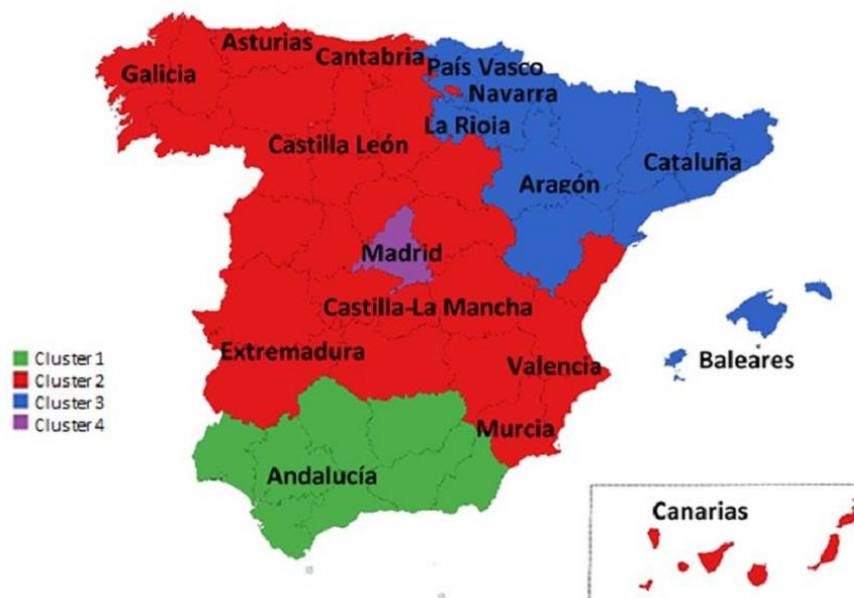 Asturias
Cantabria
País Vasco
Galicia
Navarra
La Rioja
Castilla León
Cataluña
Aragón
Madrid
Castilla-La Mancha
Extremadura
Valencia
Baleares
Cluster 1
Cluster 2
Cluster 3
Cluster 4
Murcia
Andalucía
Canarias